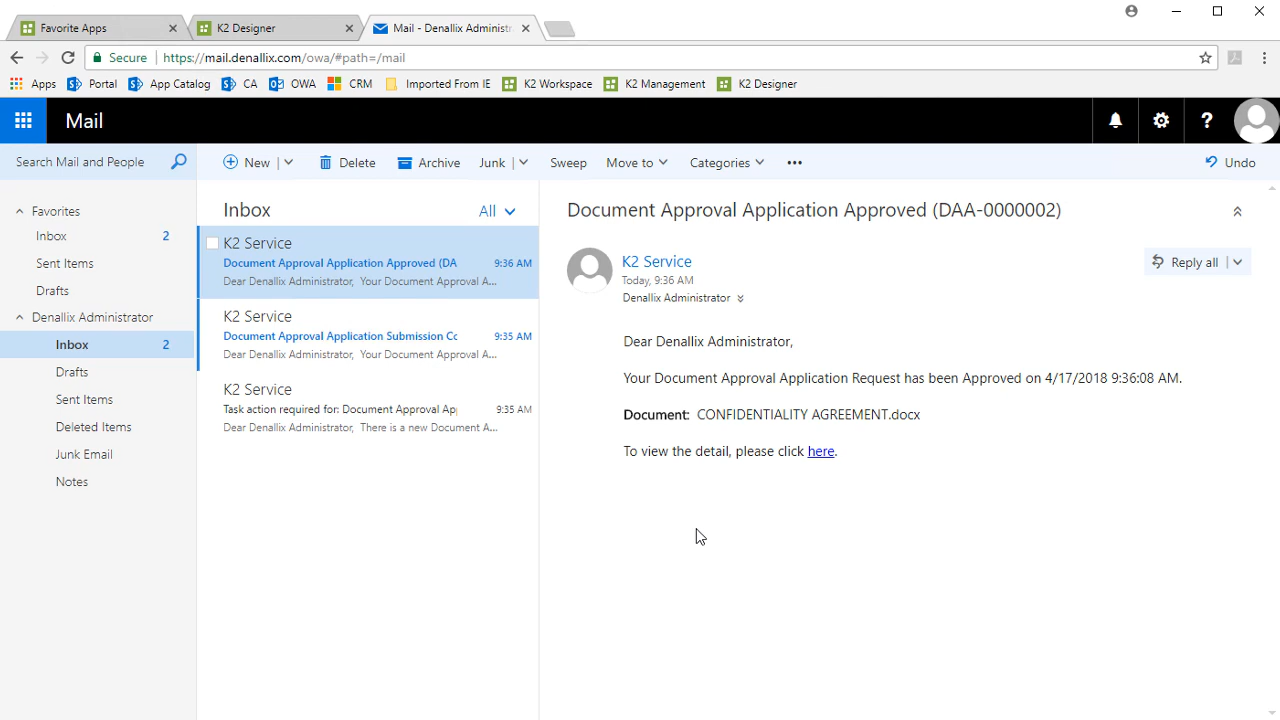 Favorite Apps
K2 Designer
Mail - Denallix Administr
Secure
https://mail.denallix.com/owa/#path=/mail
Apps
Portal
App Catalog
CA
OWA
CRM
Imported From IE
K2 Workspace
K2 Management
K2 Designer
Mail
?
Search Mail and People
New
Delete
Archive
Junk
Sweep
Move to
Categories
Undo
Favorites
Inbox 2
Sent Items
Drafts
Denallix Administrator
Inbox 2
Drafts
Sent Items
Deleted Items
Junk Email
Notes
Inbox
All
K2 Service
Document Approval Application Approved (DA 9:36 AM
Dear Denallix Administrator, Your Document Approval A...
K2 Service
Document Approval Application Submission Cc 9:35 AM
Dear Denallix Administrator, Your Document Approval A...
K2 Service
Task action required for: Document Approval Ap 9:35 AM
Dear Denallix Administrator, There is a new Document A...
Document Approval Application Approved (DAA-0000002)
K2 Service
Today, 9:36 AM
Denallix Administrator
Reply all
Dear Denallix Administrator,
Your Document Approval Application Request has been Approved on 4/17/2018 9:36:08 AM.
Document: CONFIDENTIALITY AGREEMENT.docx
To view the detail, please click here.